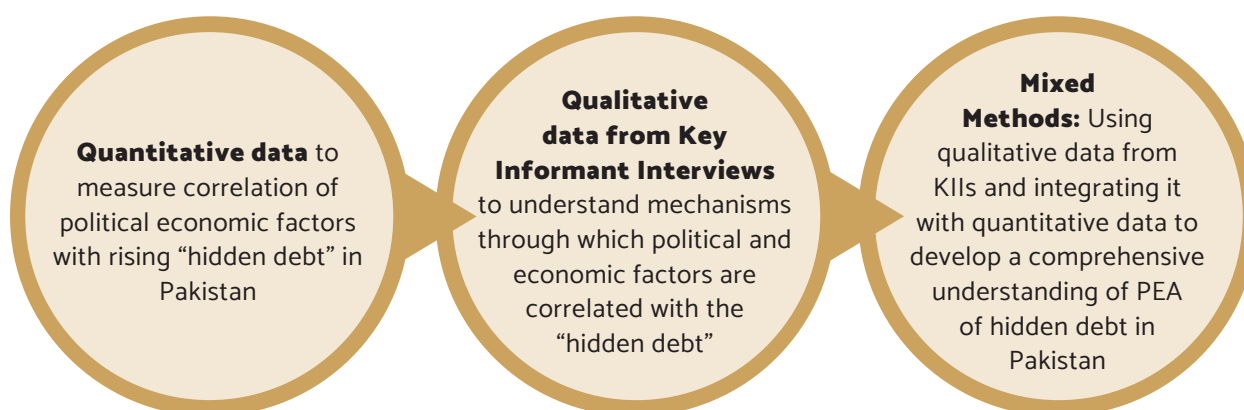 Quantitative data to
measure correlation of
political economic factors
with rising “hidden debt” in
Pakistan
Qualitative
data from Key
Informant Interviews
to understand mechanisms
through which political and
economic factors are
correlated with the
“hidden debt”
Mixed
Methods: Using
qualitative data from
KIIs and integrating it
with quantitative data to
develop a comprehensive
understanding of PEA
of hidden debt in
Pakistan